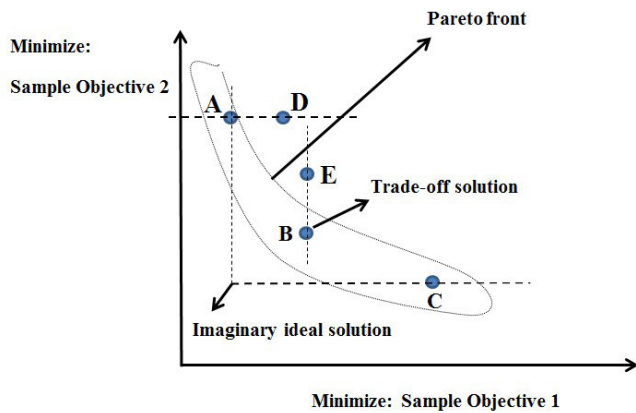 Pareto front
Minimize:
Sample Objective 2
A
D
E
Trade-off solution
B
C
Imaginary ideal solution
Minimize: Sample Objective 1